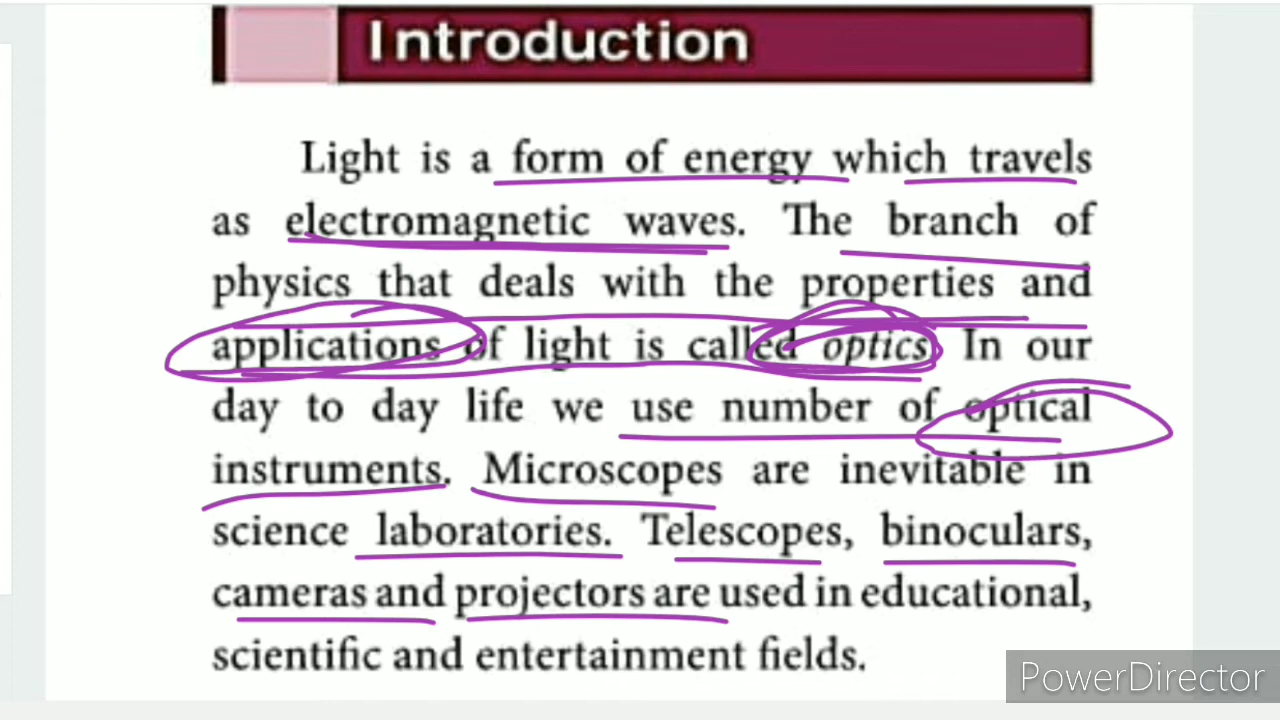 Introduction
Light is a form of energy which travels
as electromagnetic waves. The branch of
physics that deals with the properties and
applications of light is called optics. In our
day to day life we use number of optical
instruments. Microscopes are inevitable in
science laboratories. Telescopes, binoculars,
cameras and projectors are used in educational,
scientific and entertainment fields.
PowerDirector